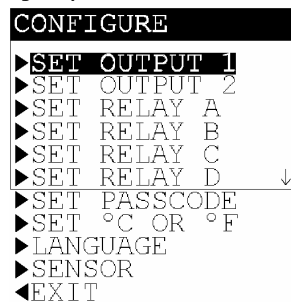 CONFIGURE
▶SET OUTPUT 1
▶SET OUTPUT 2
▶SET RELAY A
▶SET RELAY B
▶SET RELAY C
▶SET RELAY D ↓
▶SET PASSCODE
▶SET °C OR °F
▶LANGUAGE
▶SENSOR
◀EXIT